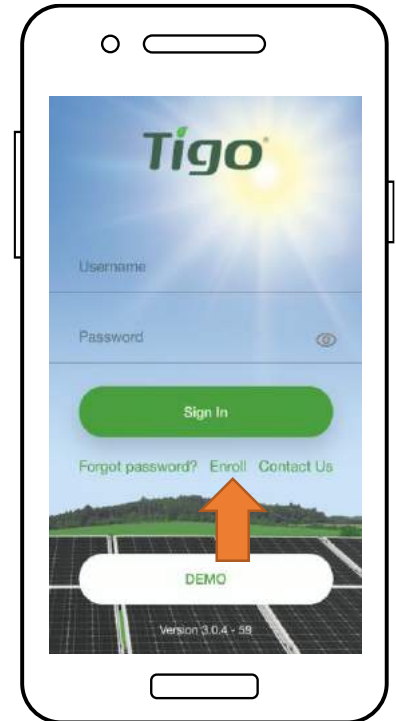 Tigo
Username
Password
Sign In
Forgot password? Enroll Contact Us
DEMO
Version 3.0.4 - 59